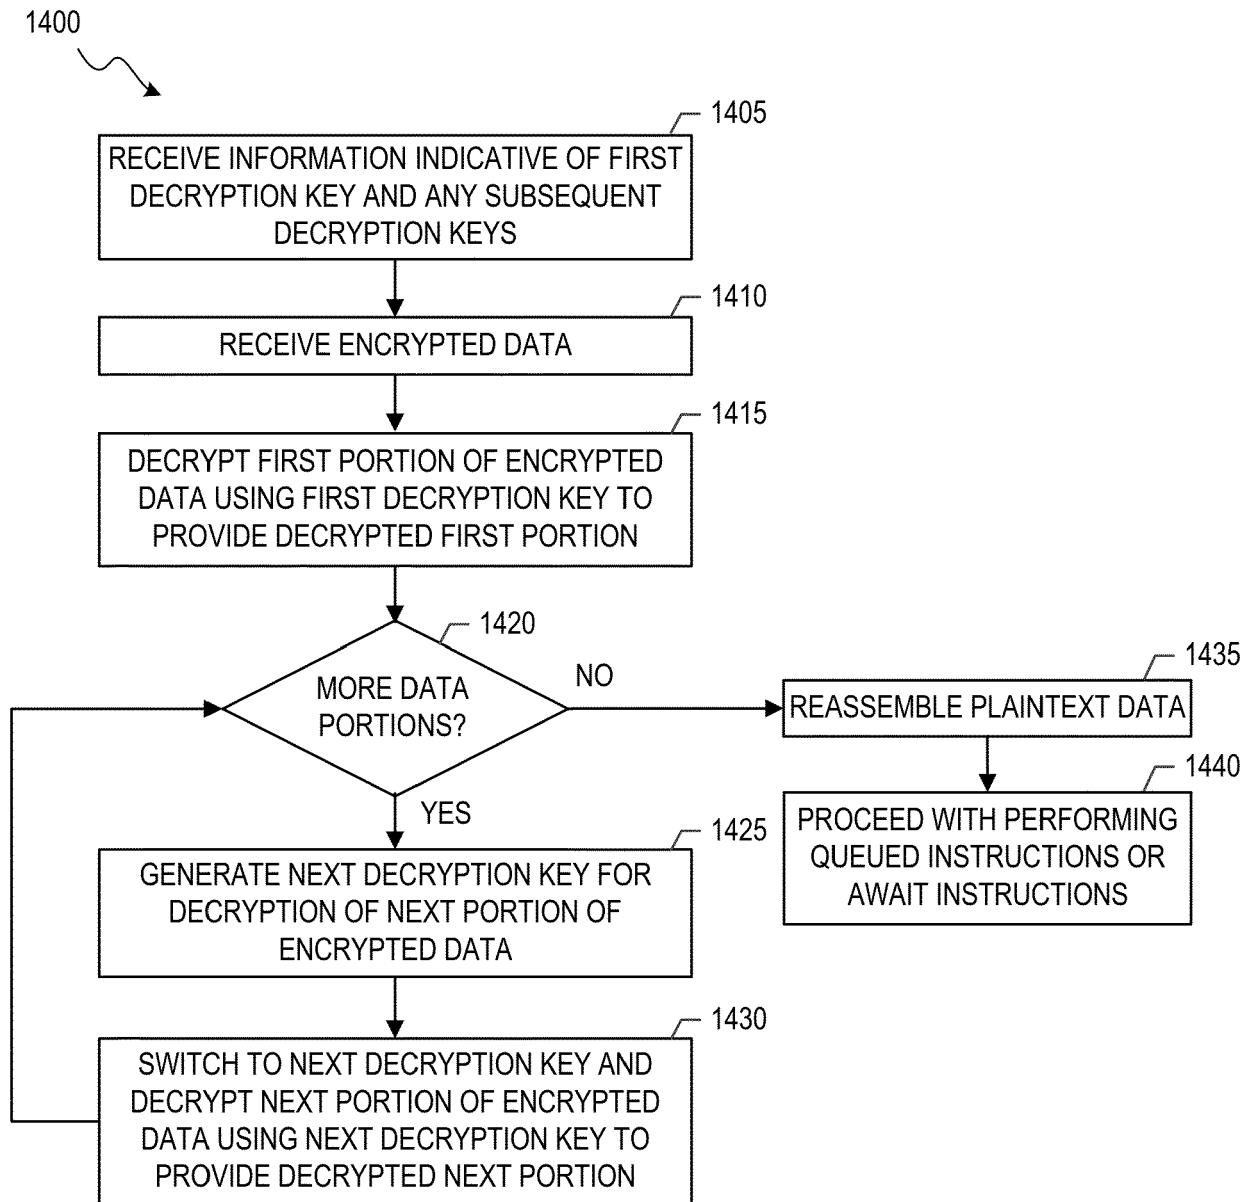 1400
1405
RECEIVE INFORMATION INDICATIVE OF FIRST
DECRYPTION KEY AND ANY SUBSEQUENT
DECRYPTION KEYS
1410
RECEIVE ENCRYPTED DATA
1415
DECRYPT FIRST PORTION OF ENCRYPTED
DATA USING FIRST DECRYPTION KEY TO
PROVIDE DECRYPTED FIRST PORTION
1420
MORE DATA
PORTIONS?
NO
1435
REASSEMBLE PLAINTEXT DATA
1440
PROCEED WITH PERFORMING
QUEUED INSTRUCTIONS OR
AWAIT INSTRUCTIONS
YES
1425
GENERATE NEXT DECRYPTION KEY FOR
DECRYPTION OF NEXT PORTION OF
ENCRYPTED DATA
1430
SWITCH TO NEXT DECRYPTION KEY AND
DECRYPT NEXT PORTION OF ENCRYPTED
DATA USING NEXT DECRYPTION KEY TO
PROVIDE DECRYPTED NEXT PORTION